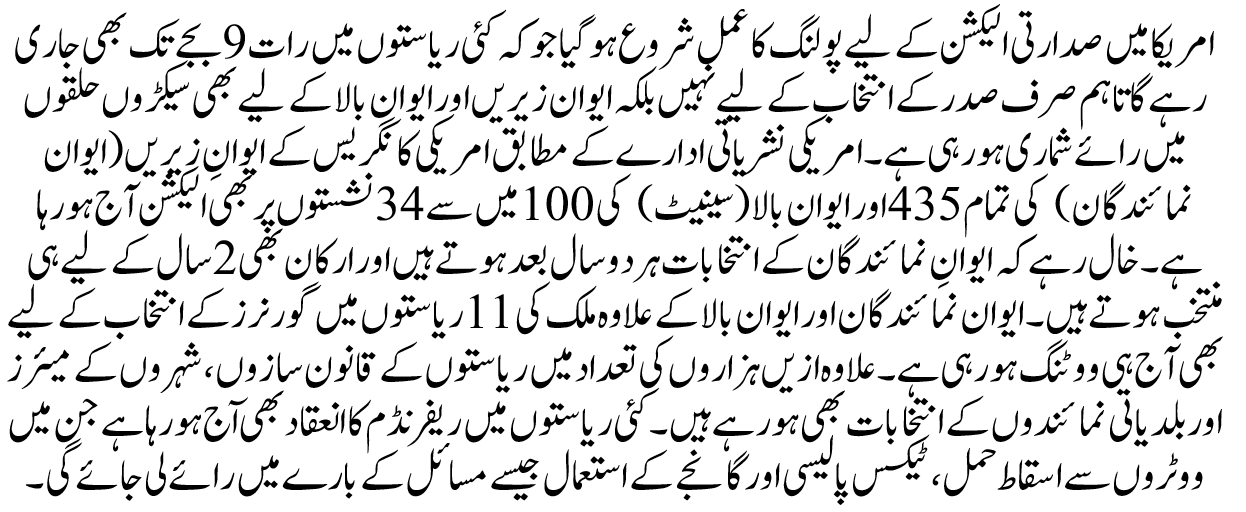 امریکا میں صدارتی الیکشن کے لیے پولنگ کا عمل شروع ہو گیا جو کہ کئی ریاستوں میں رات 9 بجے تک بھی جاری
رہے گا تاہم صرف صدر کے انتخاب کے لیے نہیں بلکہ ایوان زیریں اور ایوان بالا کے لیے بھی سیکڑوں حلقوں
میں رائے شماری ہو رہی ہے۔ امریکی نشریاتی ادارے کے مطابق امریکی کانگریس کے ایوانِ زیریں (ایوان
نمائندگان) کی تمام 435 اور ایوان بالا (سینیٹ) کی 100 میں سے 34 نشستوں پر بھی الیکشن آج ہو رہا
ہے۔ خال رہے کہ ایوانِ نمائندگان کے انتخابات ہر دو سال بعد ہوتے ہیں اور ارکان بھی 2 سال کے لیے ہی
منتخب ہوتے ہیں۔ ایوان نمائندگان اور ایوان بالا کے علاوہ ملک کی 11 ریاستوں میں گورنرز کے انتخاب کے لیے
بھی آج ہی ووٹنگ ہو رہی ہے۔ علاوہ ازیں ہزاروں کی تعداد میں ریاستوں کے قانون سازوں، شہروں کے میئرز
اور بلدیاتی نمائندوں کے انتخابات بھی ہو رہے ہیں۔ کئی ریاستوں میں ریفرنڈم کا انعقاد بھی آج ہو رہا ہے جن میں
ووٹروں سے اسقاط حمل، ٹیکس پالیسی اور گانجے کے استعمال جیسے مسائل کے بارے میں رائے لی جائے گی۔